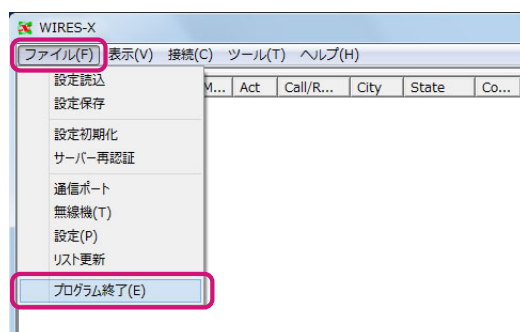 WIRES-X
ファイル(F) 表示(V) 接続(C) ツール(T) ヘルプ(H)
M... Act Call/R... City State Co...
設定読込
設定保存
設定初期化
サーバー再認証
通信ポート
無線機(T)
設定(P)
リスト更新
プログラム終了(E)